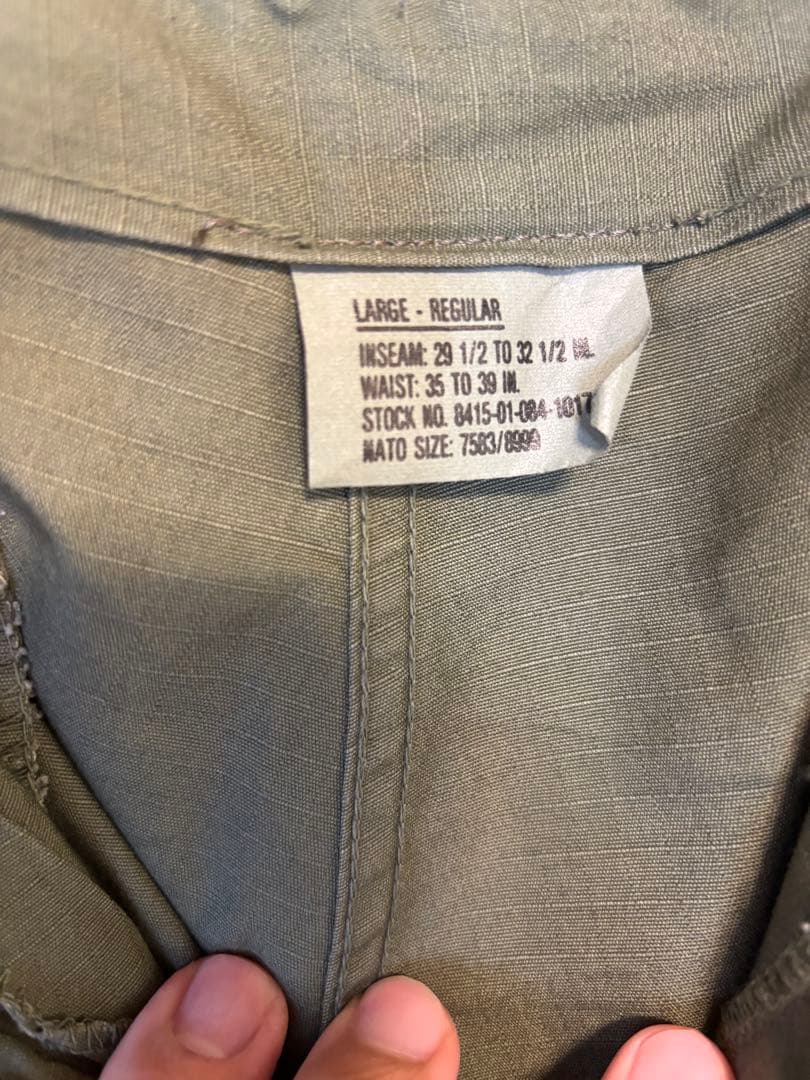 LARGE - REGULAR
INSEAM: 29 1/2 TO 32 1/2 IN.
WAIST: 35 TO 39 IN.
STOCK NO. 8415-01-084-1017
NATO SIZE: 7583/8999